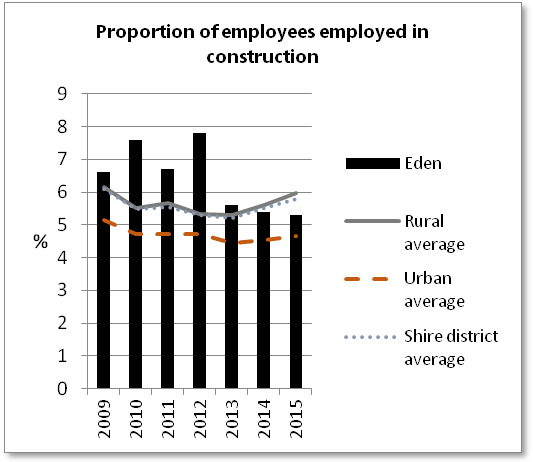 Proportion of employees employed in
construction
9
8
7
6
5
4
3
2
1
0
%
2009
2010
2011
2012
2013
2014
2015
Eden
Rural
average
Urban
average
Shire district
average